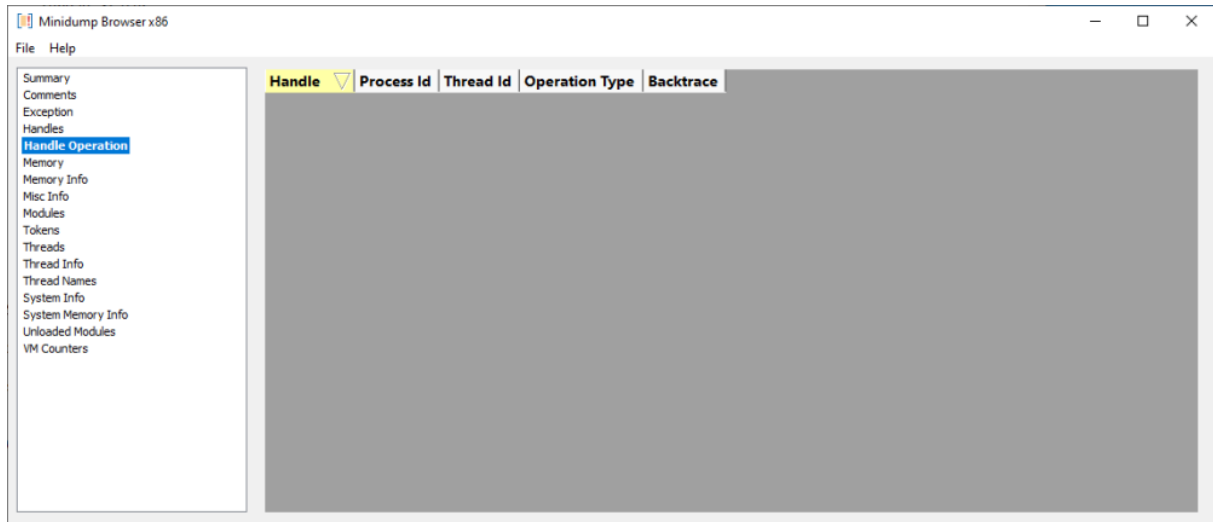 Minidump Browser x86
File Help
Summary
Comments
Exception
Handles
Handle Operation
Memory
Memory Info
Misc Info
Modules
Tokens
Threads
Thread Info
Thread Names
System Info
System Memory Info
Unloaded Modules
VM Counters
Handle Process Id Thread Id Operation Type Backtrace